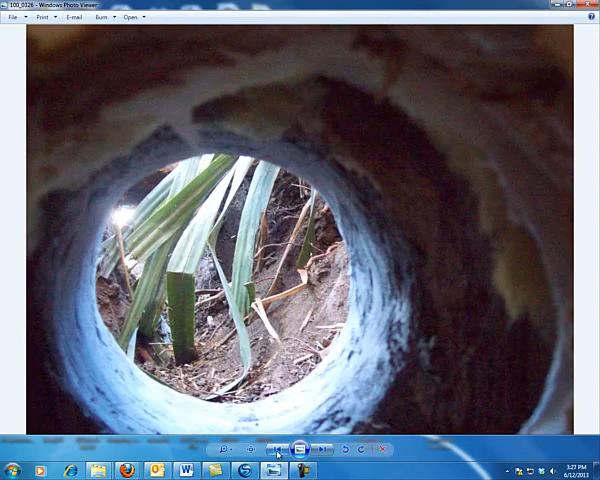 100_0326 - Windows Photo Viewer
File Print E-mail Burn Open
3:27 PM
6/12/2013